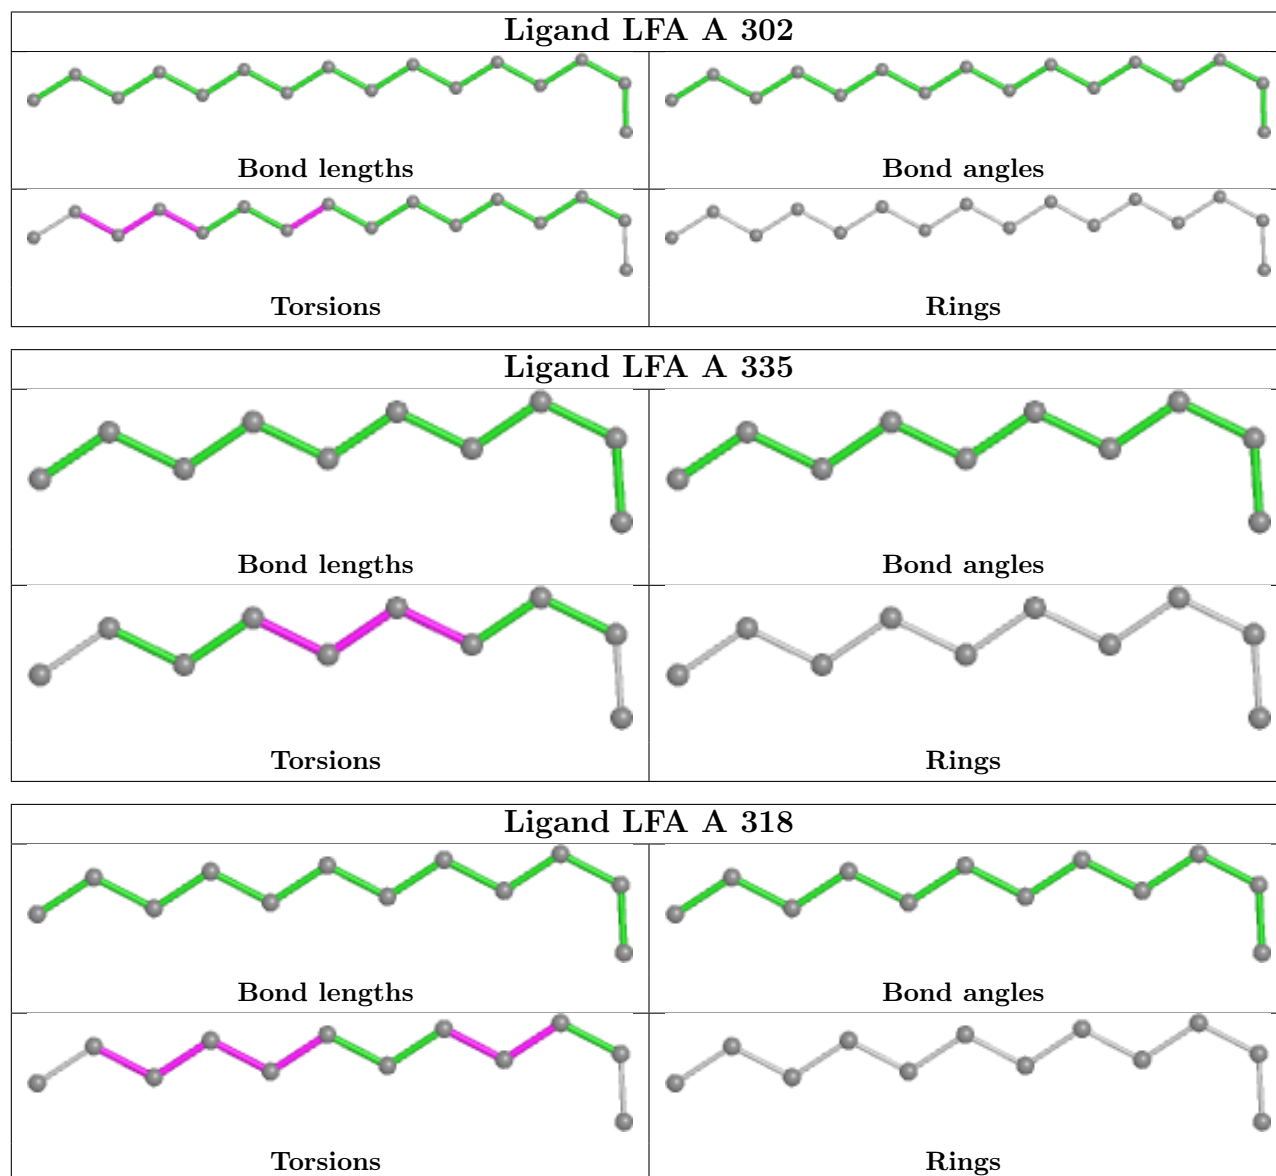 Ligand LFA A 302
Bond lengths
Bond angles
Torsions
Rings
Ligand LFA A 335
Bond lengths
Bond angles
Torsions
Rings
Ligand LFA A 318
Bond lengths
Bond angles
Torsions
Rings